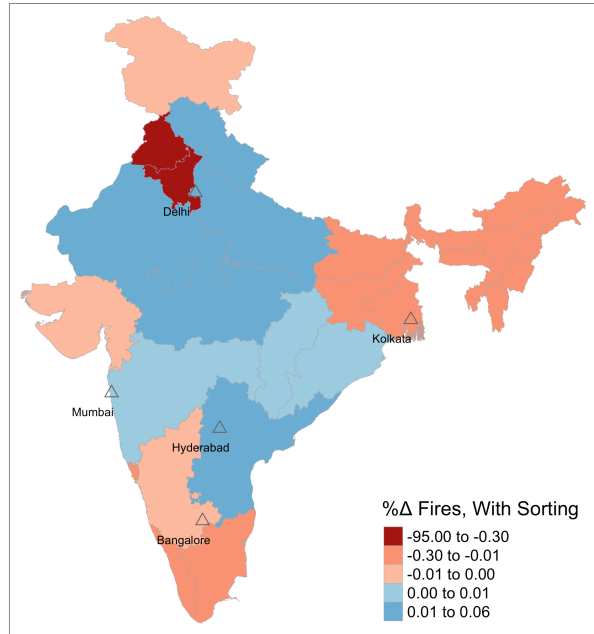 Delhi
Kolkata
Mumbai
Hyderabad
Bangalore
%Δ Fires, With Sorting
-95.00 to -0.30
-0.30 to -0.01
-0.01 to 0.00
0.00 to 0.01
0.01 to 0.06